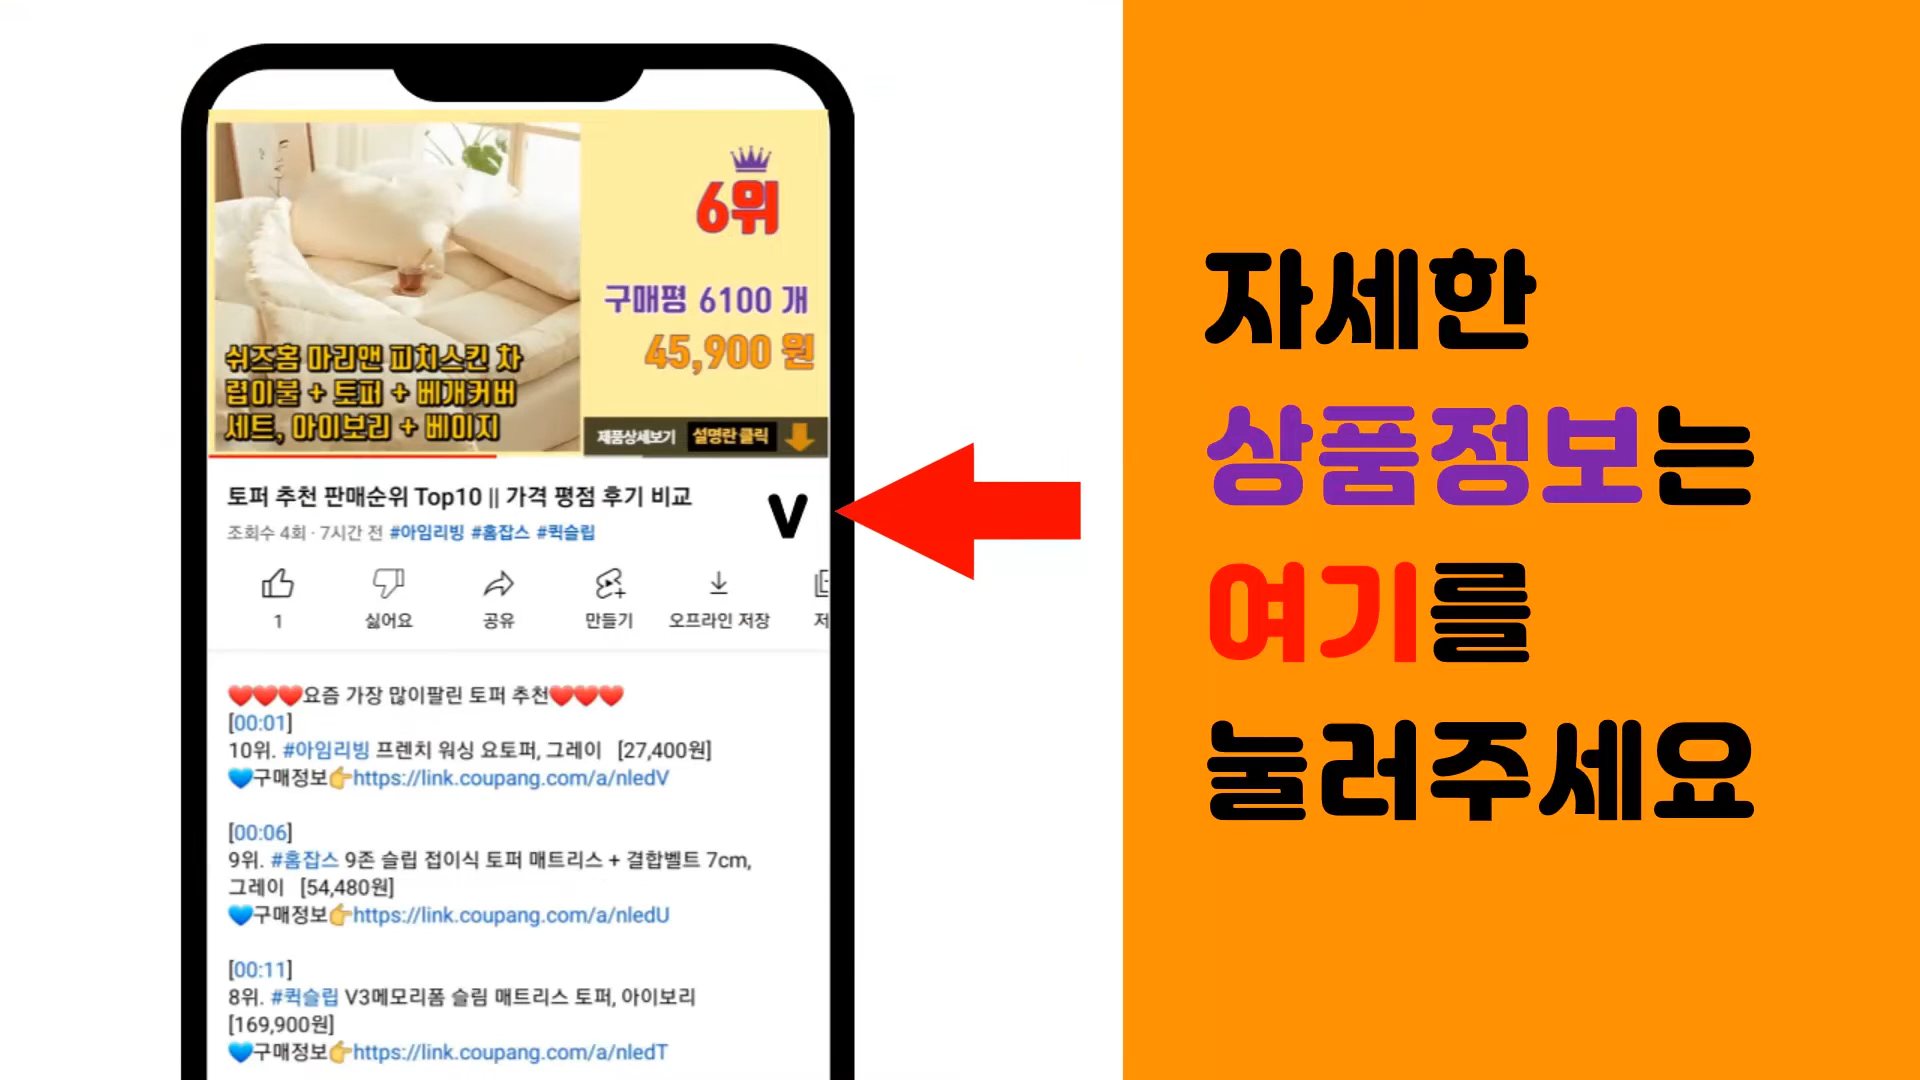 6위
구매평 6100 개
45,900 원
쉬즈홈 마리앤 피치스킨 차
렵이불 + 토퍼 + 베개커버
세트, 아이보리 + 베이지
제품상세보기 설명란 클릭
토퍼 추천 판매순위 Top10 || 가격 평점 후기 비교
V
조회수 4회 · 7시간 전 #아임리빙 #홈잡스 #퀵슬립
1 싫어요 공유 만들기 오프라인 저장 저
❤❤❤요즘 가장 많이팔린 토퍼 추천❤❤❤
[00:01]
10위. #아임리빙 프렌치 워싱 요토퍼, 그레이 [27,400원]
💙구매정보👉https://link.coupang.com/a/nledV
[00:06]
9위. #홈잡스 9존 슬립 접이식 토퍼 매트리스 + 결합벨트 7cm,
그레이 [54,480원]
💙구매정보👉https://link.coupang.com/a/nledU
[00:11]
8위. #퀵슬립 V3메모리폼 슬림 매트리스 토퍼, 아이보리
[169,900원]
💙구매정보👉https://link.coupang.com/a/nledT
자세한
상품정보는
여기를
눌러주세요